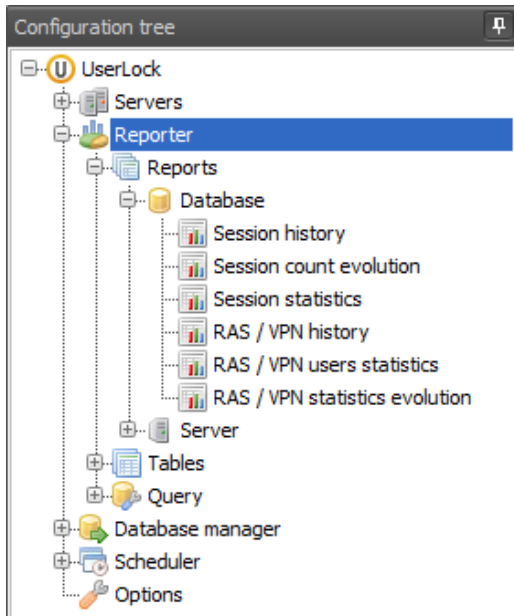 Configuration tree
UserLock
Servers
Reporter
Reports
Database
Session history
Session count evolution
Session statistics
RAS / VPN history
RAS / VPN users statistics
RAS / VPN statistics evolution
Server
Tables
Query
Database manager
Scheduler
Options